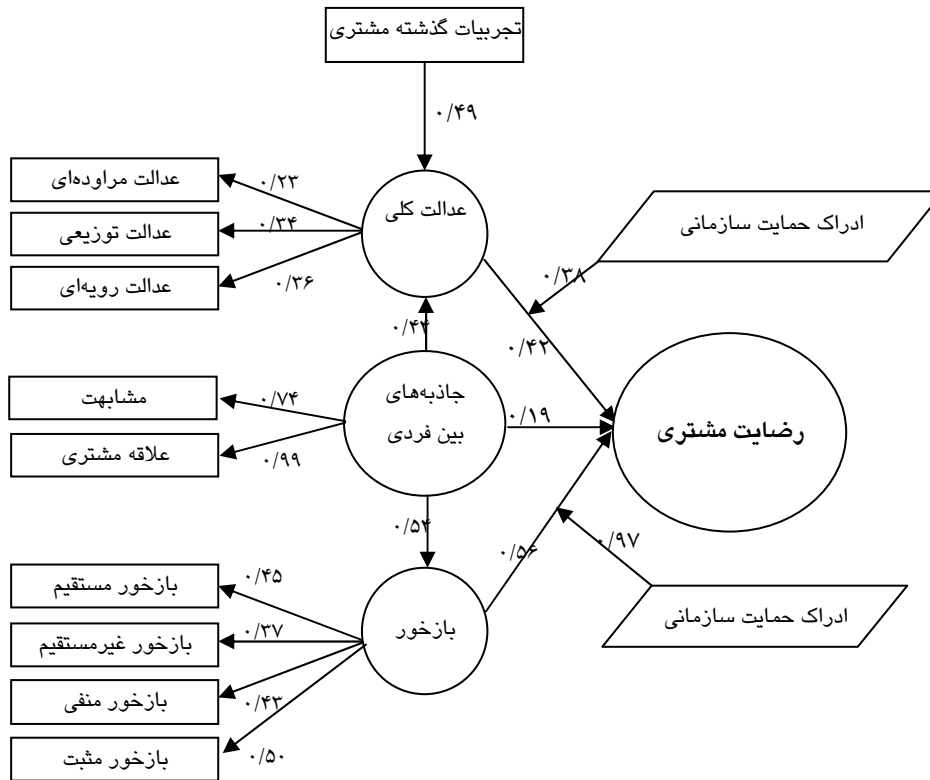 تجربیات گذشته مشتری
۰/۴۹
عدالت مراوده‌ای
۰/۲۳
عدالت کلی
ادراک حمایت سازمانی
عدالت توزیعی
۰/۳۴
عدالت رویه‌ای
۰/۳۶
۰/۳۸
۰/۴۴
۰/۴۲
مشابهت
۰/۷۴
جاذبه‌های
بین فردی
۰/۱۹
رضایت مشتری
علاقه مشتری
۰/۹۹
۰/۵۴
۰/۵۶
۰/۹۷
بازخور مستقیم
۰/۴۵
بازخور
ادراک حمایت سازمانی
بازخور غیرمستقیم
۰/۳۷
بازخور منفی
۰/۴۳
بازخور مثبت
۰/۵۰